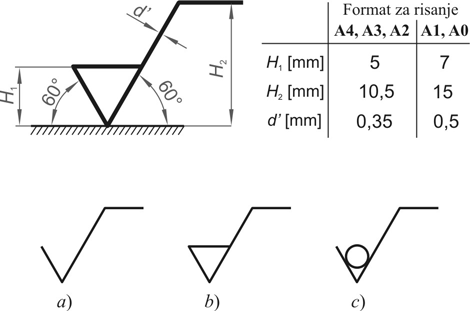 d’
H₁
60°
60°
H₂
Format za risanje
A4, A3, A2 A1, A0
H₁ [mm] 5 7
H₂ [mm] 10,5 15
d’ [mm] 0,35 0,5
a) b) c)